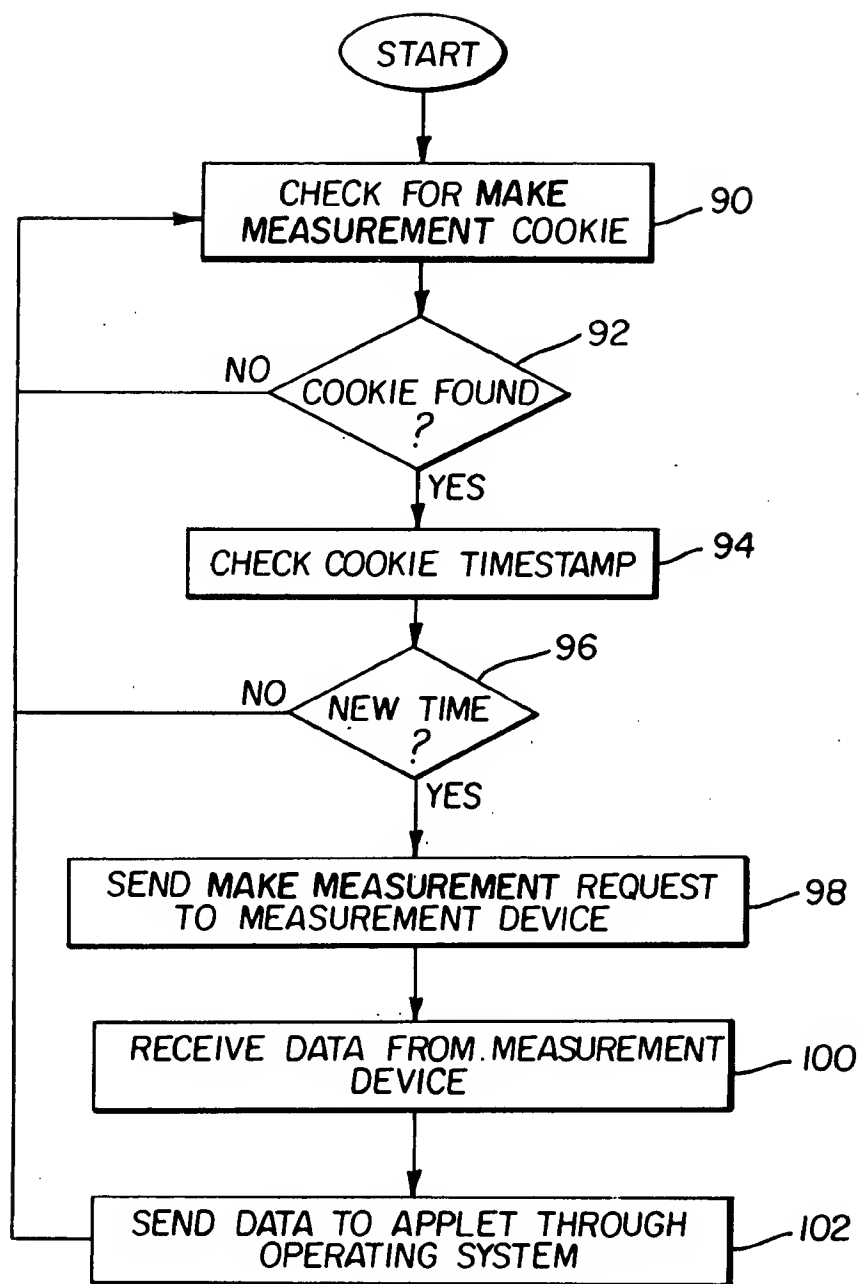 START
CHECK FOR MAKE
MEASUREMENT COOKIE
90
92
NO
COOKIE FOUND
?
YES
CHECK COOKIE TIMESTAMP
94
96
NO
NEW TIME
?
YES
SEND MAKE MEASUREMENT REQUEST
TO MEASUREMENT DEVICE
98
RECEIVE DATA FROM MEASUREMENT
DEVICE
100
SEND DATA TO APPLET THROUGH
OPERATING SYSTEM
102